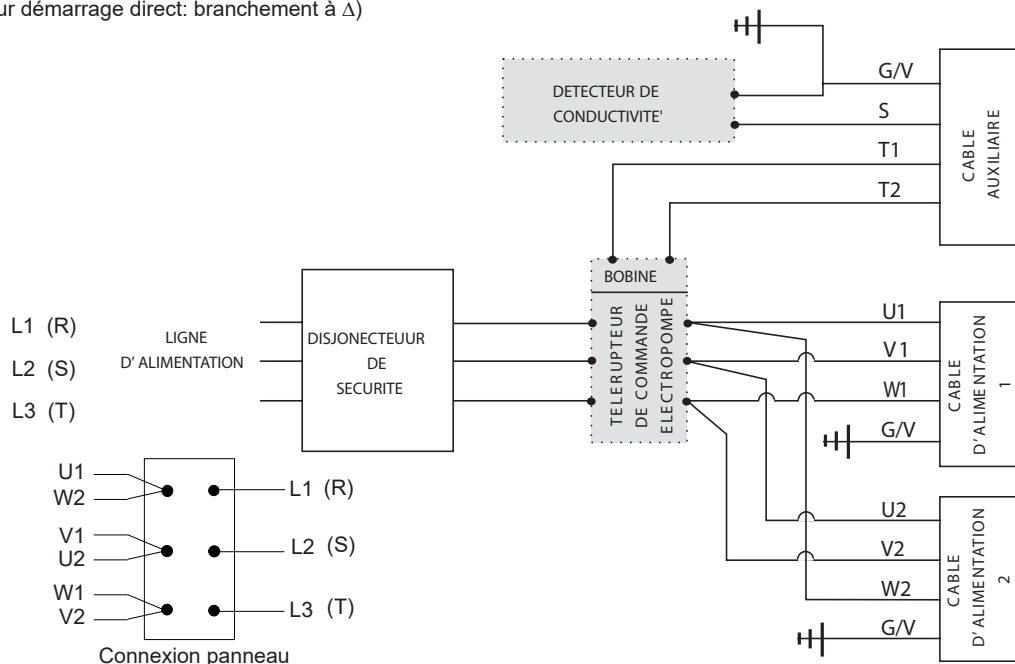 ur démarrage direct: branchement à Δ)
DETECTEUR DE
CONDUCTIVITE'
G/V
S
T1
T2
CABLE
AUXILIAIRE
BOBINE
TELERUPTEUR
DE COMMANDE
ELECTROPOMPE
L1 (R)
L2 (S)
L3 (T)
LIGNE
D' ALIMENTATION
DISJONECTEUUR
DE
SECURITE
U1
V1
W1
G/V
CABLE
D' ALIMENTATION
1
U2
V2
W2
G/V
CABLE
D' ALIMENTATION
2
U1
W2
V1
U2
W1
V2
L1 (R)
L2 (S)
L3 (T)
Connexion panneau